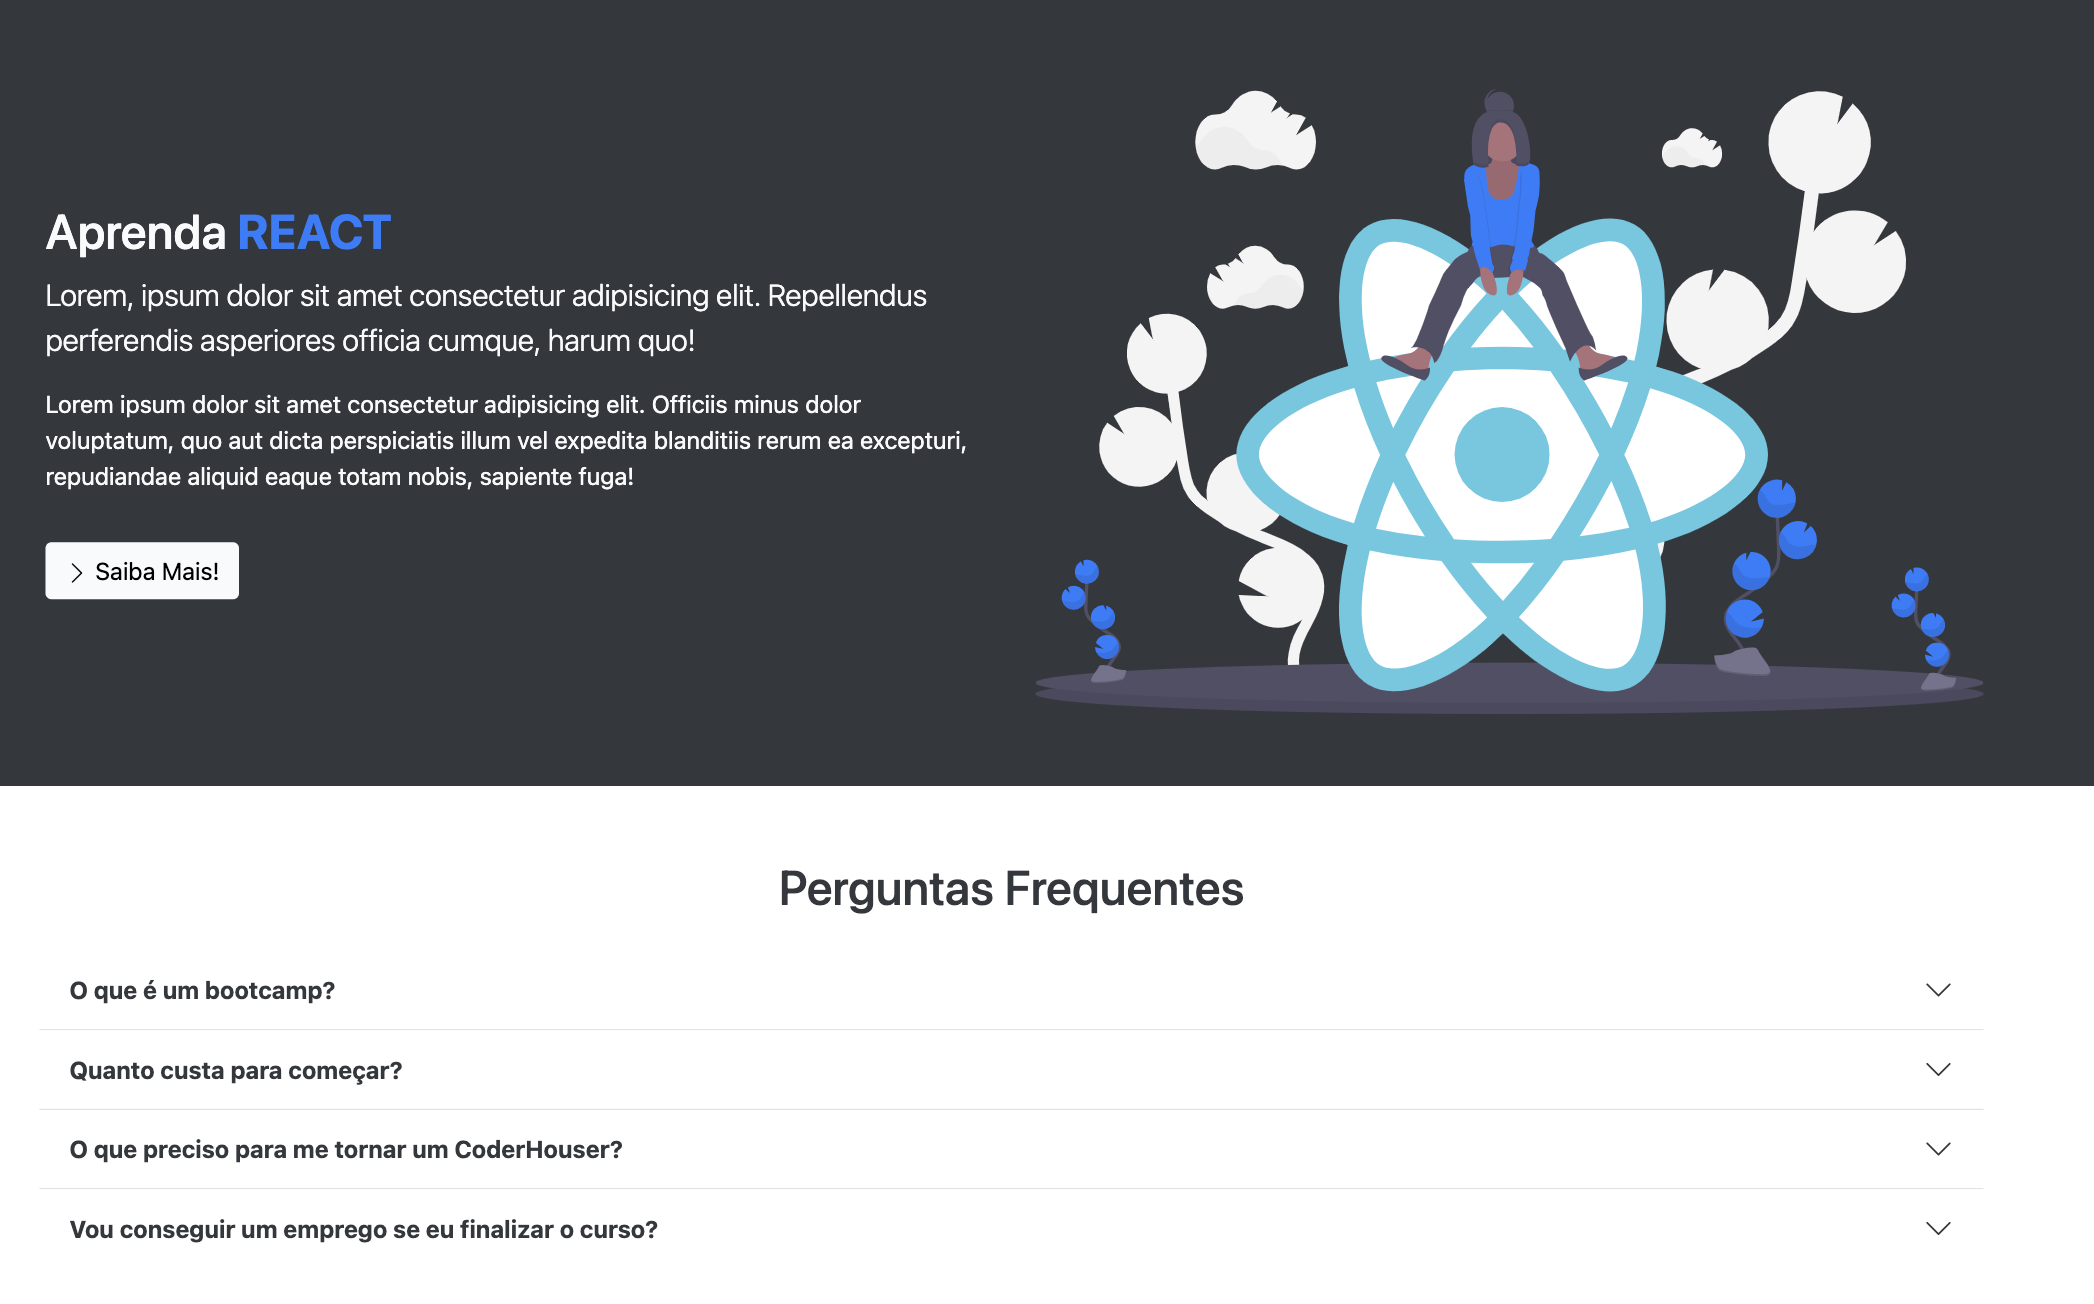 Aprenda REACT
Lorem, ipsum dolor sit amet consectetur adipisicing elit. Repellendus
perferendis asperiores officia cumque, harum quo!
Lorem ipsum dolor sit amet consectetur adipisicing elit. Officiis minus dolor
voluptatum, quo aut dicta perspiciatis illum vel expedita blanditiis rerum ea excepturi,
repudiandae aliquid eaque totam nobis, sapiente fuga!
Saiba Mais!
Perguntas Frequentes
O que é um bootcamp?
Quanto custa para começar?
O que preciso para me tornar um CoderHouser?
Vou conseguir um emprego se eu finalizar o curso?